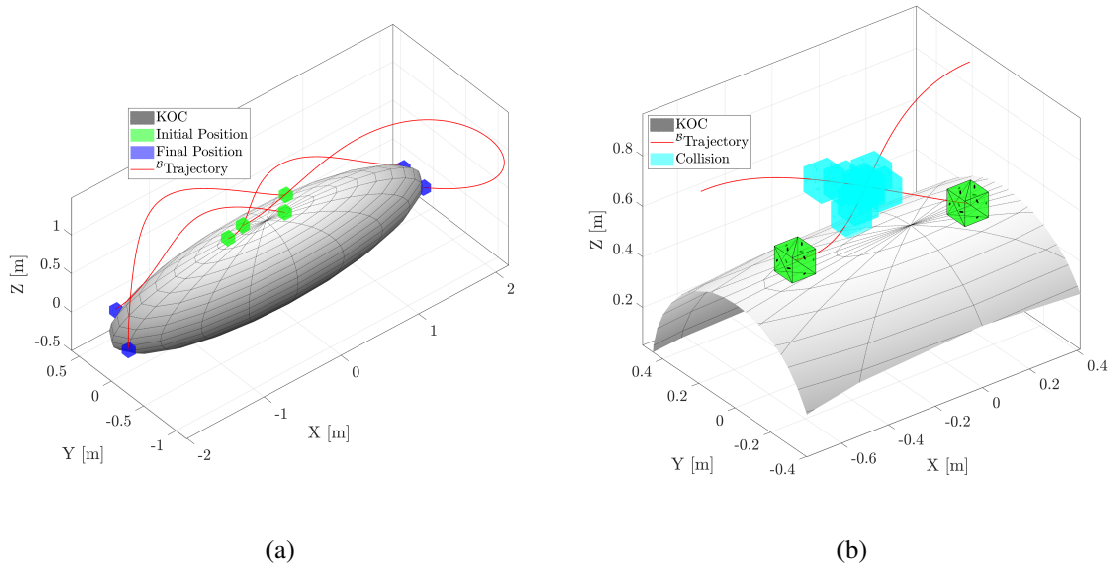 KOC
Initial Position
Final Position
ᴮTrajectory
Z [m]
1
0.5
0
-0.5
0.5
0
-0.5
-1
Y [m]
-2
-1
0
1
2
X [m]
(a)
KOC
ᴮTrajectory
Collision
Z [m]
0.8
0.6
0.4
0.2
0.4
0.2
0
-0.2
-0.4
Y [m]
-0.6
-0.4
-0.2
0
0.2
0.4
X [m]
(b)